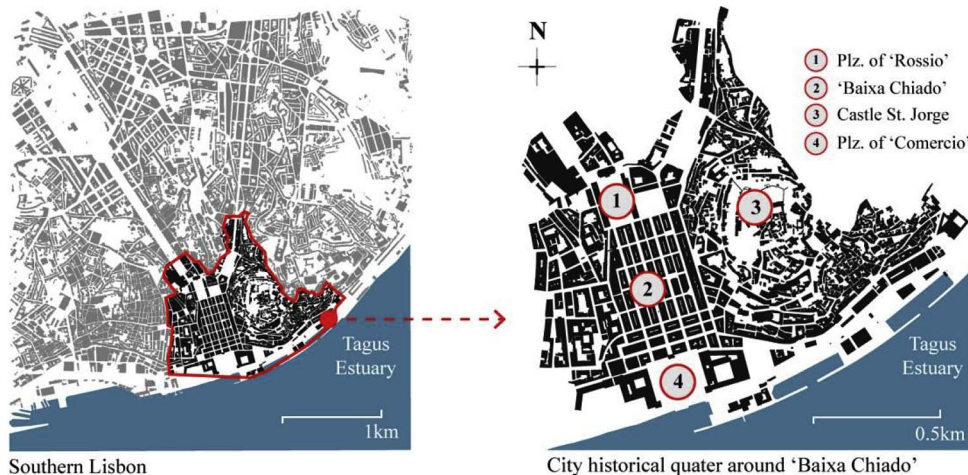 Tagus
Estuary
1km
Southern Lisbon
N
1 Plz. of ‘Rossio’
2 ‘Baixa Chiado’
3 Castle St. Jorge
4 Plz. of ‘Comercio’
1
3
2
4
Tagus
Estuary
0.5km
City historical quater around ‘Baixa Chiado’